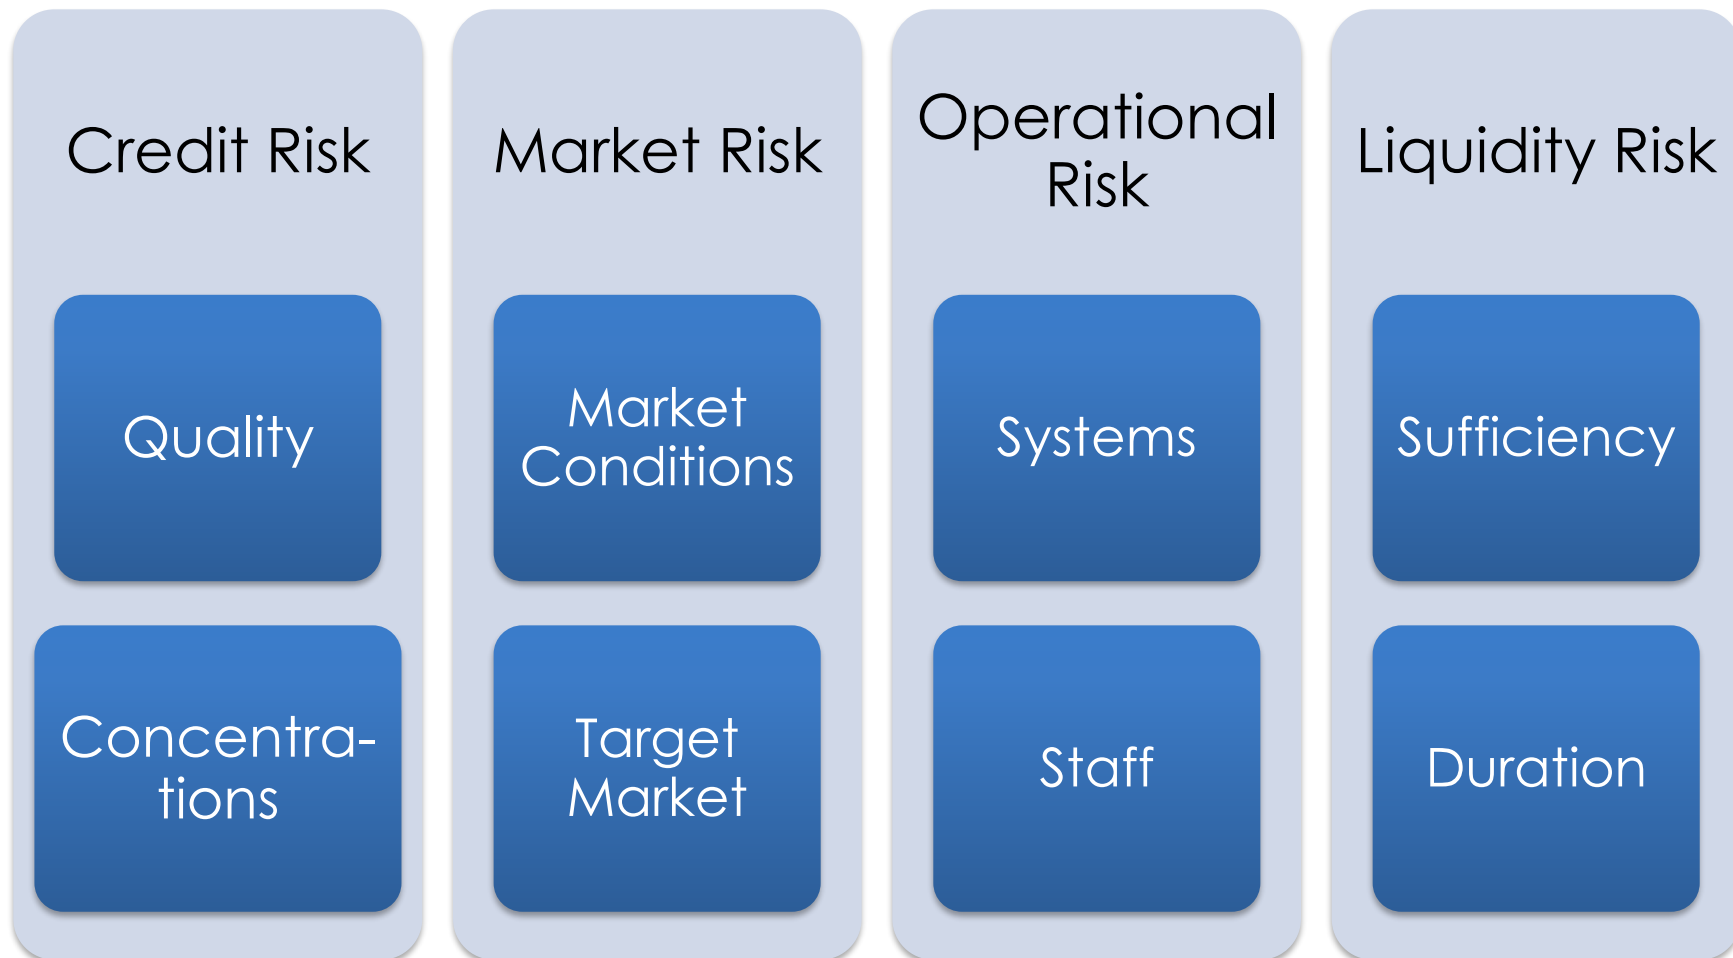 Credit Risk
Quality
Concentra-
tions
Market Risk
Market
Conditions
Target
Market
Operational
Risk
Systems
Staff
Liquidity Risk
Sufficiency
Duration